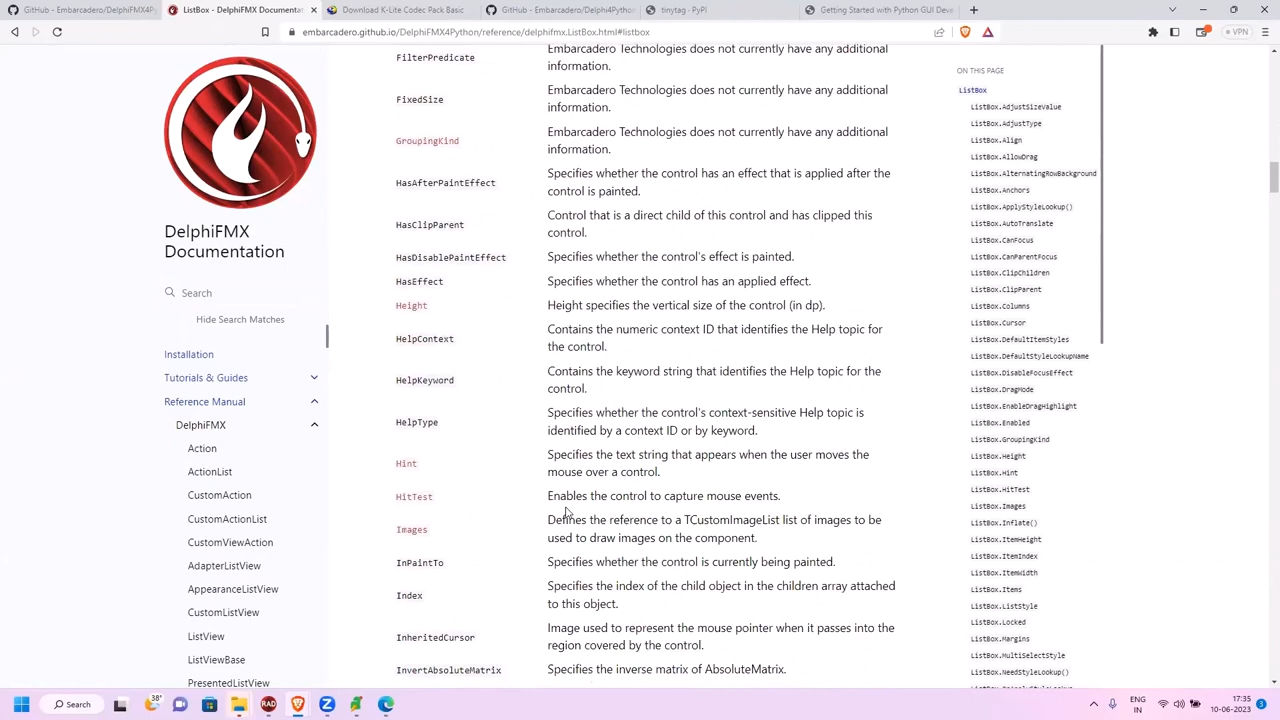 GitHub - Embarcadero/DelphiFMX4Py
ListBox - DelphiFMX Documentat
Download K-Lite Codec Pack Basic
GitHub - Embarcadero/Delphi4Pytho
tinytag · PyPI
Getting Started with Python GUI Deve
embarcadero.github.io/DelphiFMX4Python/reference/delphifmx.ListBox.html#listbox
VPN
DelphiFMX
Documentation
Search
Hide Search Matches
Installation
Tutorials & Guides
Reference Manual
DelphiFMX
Action
ActionList
CustomAction
CustomActionList
CustomViewAction
AdapterListView
AppearanceListView
CustomListView
ListView
ListViewBase
PresentedListView
FilterPredicate
Embarcadero Technologies does not currently have any additional
information.
FixedSize
Embarcadero Technologies does not currently have any additional
information.
GroupingKind
Embarcadero Technologies does not currently have any additional
information.
HasAfterPaintEffect
Specifies whether the control has an effect that is applied after the
control is painted.
HasClipParent
Control that is a direct child of this control and has clipped this
control.
HasDisablePaintEffect
Specifies whether the control's effect is painted.
HasEffect
Specifies whether the control has an applied effect.
Height
Height specifies the vertical size of the control (in dp).
HelpContext
Contains the numeric context ID that identifies the Help topic for
the control.
HelpKeyword
Contains the keyword string that identifies the Help topic for the
control.
HelpType
Specifies whether the control's context-sensitive Help topic is
identified by a context ID or by keyword.
Hint
Specifies the text string that appears when the user moves the
mouse over a control.
HitTest
Enables the control to capture mouse events.
Images
Defines the reference to a TCustomImageList list of images to be
used to draw images on the component.
InPaintTo
Specifies whether the control is currently being painted.
Index
Specifies the index of the child object in the children array attached
to this object.
InheritedCursor
Image used to represent the mouse pointer when it passes into the
region covered by the control.
InvertAbsoluteMatrix
Specifies the inverse matrix of AbsoluteMatrix.
ON THIS PAGE
ListBox
ListBox.AdjustSizeValue
ListBox.AdjustType
ListBox.Align
ListBox.AllowDrag
ListBox.AlternatingRowBackground
ListBox.Anchors
ListBox.ApplyStyleLookup()
ListBox.AutoTranslate
ListBox.CanFocus
ListBox.CanParentFocus
ListBox.ClipChildren
ListBox.ClipParent
ListBox.Columns
ListBox.Cursor
ListBox.DefaultItemStyles
ListBox.DefaultStyleLookupName
ListBox.DisableFocusEffect
ListBox.DragMode
ListBox.EnableDragHighlight
ListBox.Enabled
ListBox.GroupingKind
ListBox.Height
ListBox.Hint
ListBox.HitTest
ListBox.Images
ListBox.Inflate()
ListBox.ItemHeight
ListBox.ItemIndex
ListBox.ItemWidth
ListBox.Items
ListBox.ListStyle
ListBox.Locked
ListBox.Margins
ListBox.MultiSelectStyle
ListBox.NeedStyleLookup()
Search
38°
RAD
ENG
IN
17:35
10-06-2023
3